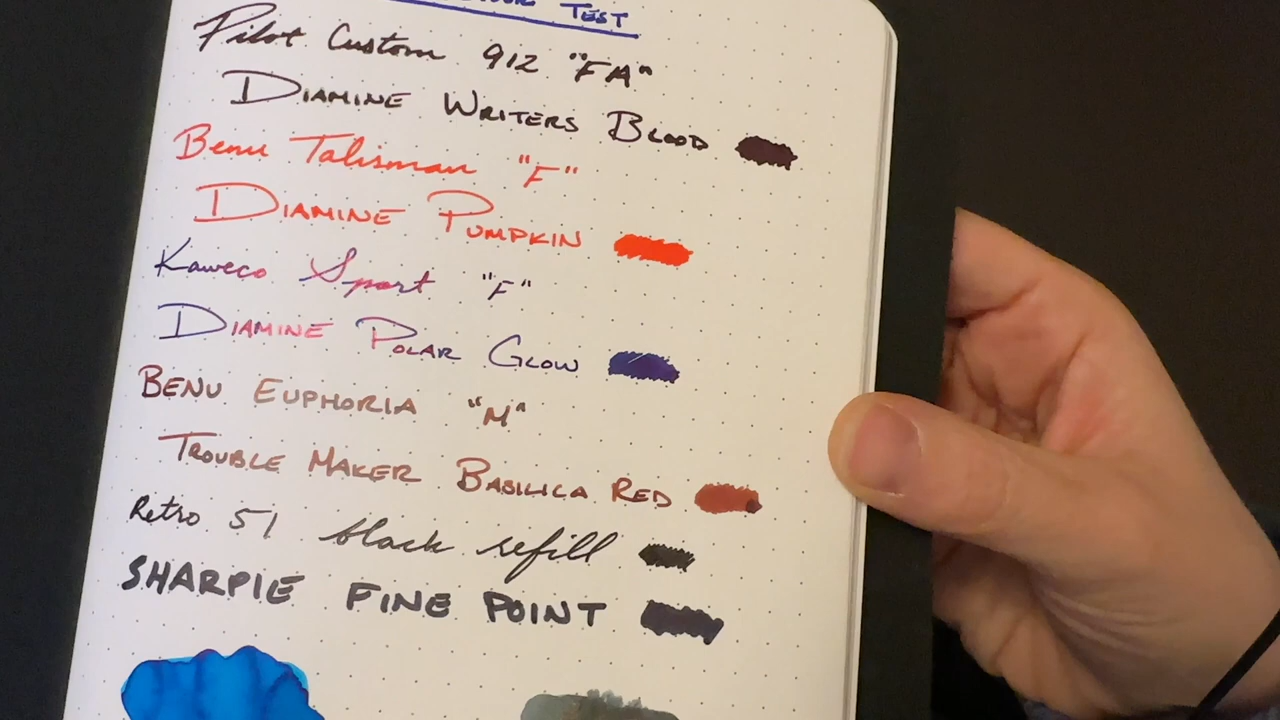 TEST
Pilot Custom 912 "FA"
DIAMINE WRITERS BLOOD
Benu Talisman "F"
DIAMINE PUMPKIN
Kaweco Sport "F"
DIAMINE POLAR GLOW
BENU EUPHORIA "M"
TROUBLE MAKER BASILICA RED
Retro 51 black refill
SHARPIE FINE POINT